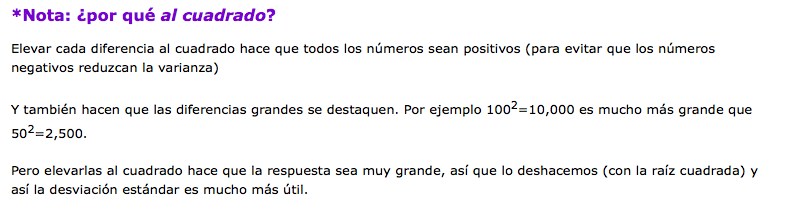 *Nota: ¿por qué al cuadrado?
Elevar cada diferencia al cuadrado hace que todos los números sean positivos (para evitar que los números
negativos reduzcan la varianza)
Y también hacen que las diferencias grandes se destaquen. Por ejemplo 100²=10,000 es mucho más grande que
50²=2,500.
Pero elevarlas al cuadrado hace que la respuesta sea muy grande, así que lo deshacemos (con la raíz cuadrada) y
así la desviación estándar es mucho más útil.